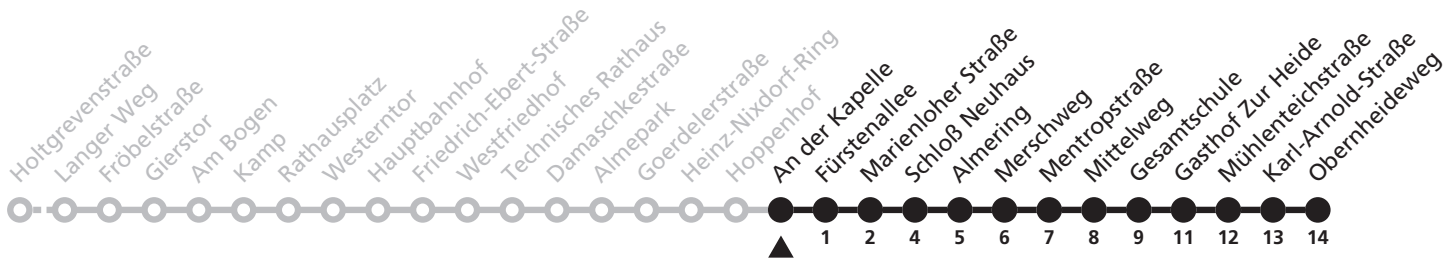 Holtgrevenstraße
Langer Weg
Fröbelstraße
Gierstor
Am Bogen
Kamp
Rathausplatz
Westerntor
Hauptbahnhof
Friedrich-Ebert-Straße
Westfriedhof
Technisches Rathaus
Damaschkestraße
Almepark
Goerdelerstraße
Heinz-Nixdorf-Ring
Hoppenhof
An der Kapelle
Fürstenallee
Marienloher Straße
Schloß Neuhaus
Almering
Merschweg
Mentropstraße
Mittelweg
Gesamtschule
Gasthof Zur Heide
Mühlenteichstraße
Karl-Arnold-Straße
Obernheideweg
1 2 4 5 6 7 8 9 11 12 13 14